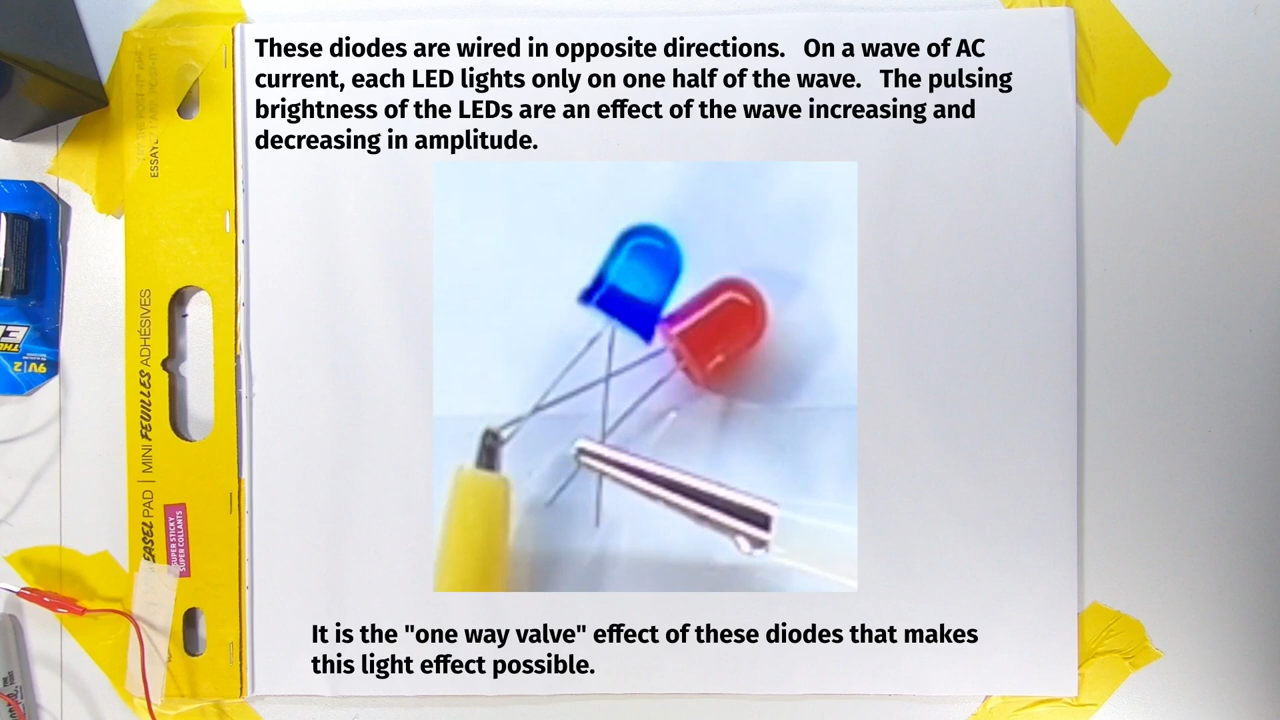 These diodes are wired in opposite directions.   On a wave of AC
current, each LED lights only on one half of the wave.   The pulsing
brightness of the LEDs are an effect of the wave increasing and
decreasing in amplitude.
It is the "one way valve" effect of these diodes that makes
this light effect possible.
EASEL PAD | MINI FEUILLES ADHÉSIVES
SUPER STICKY
SUPER COLLANTS
9V|2